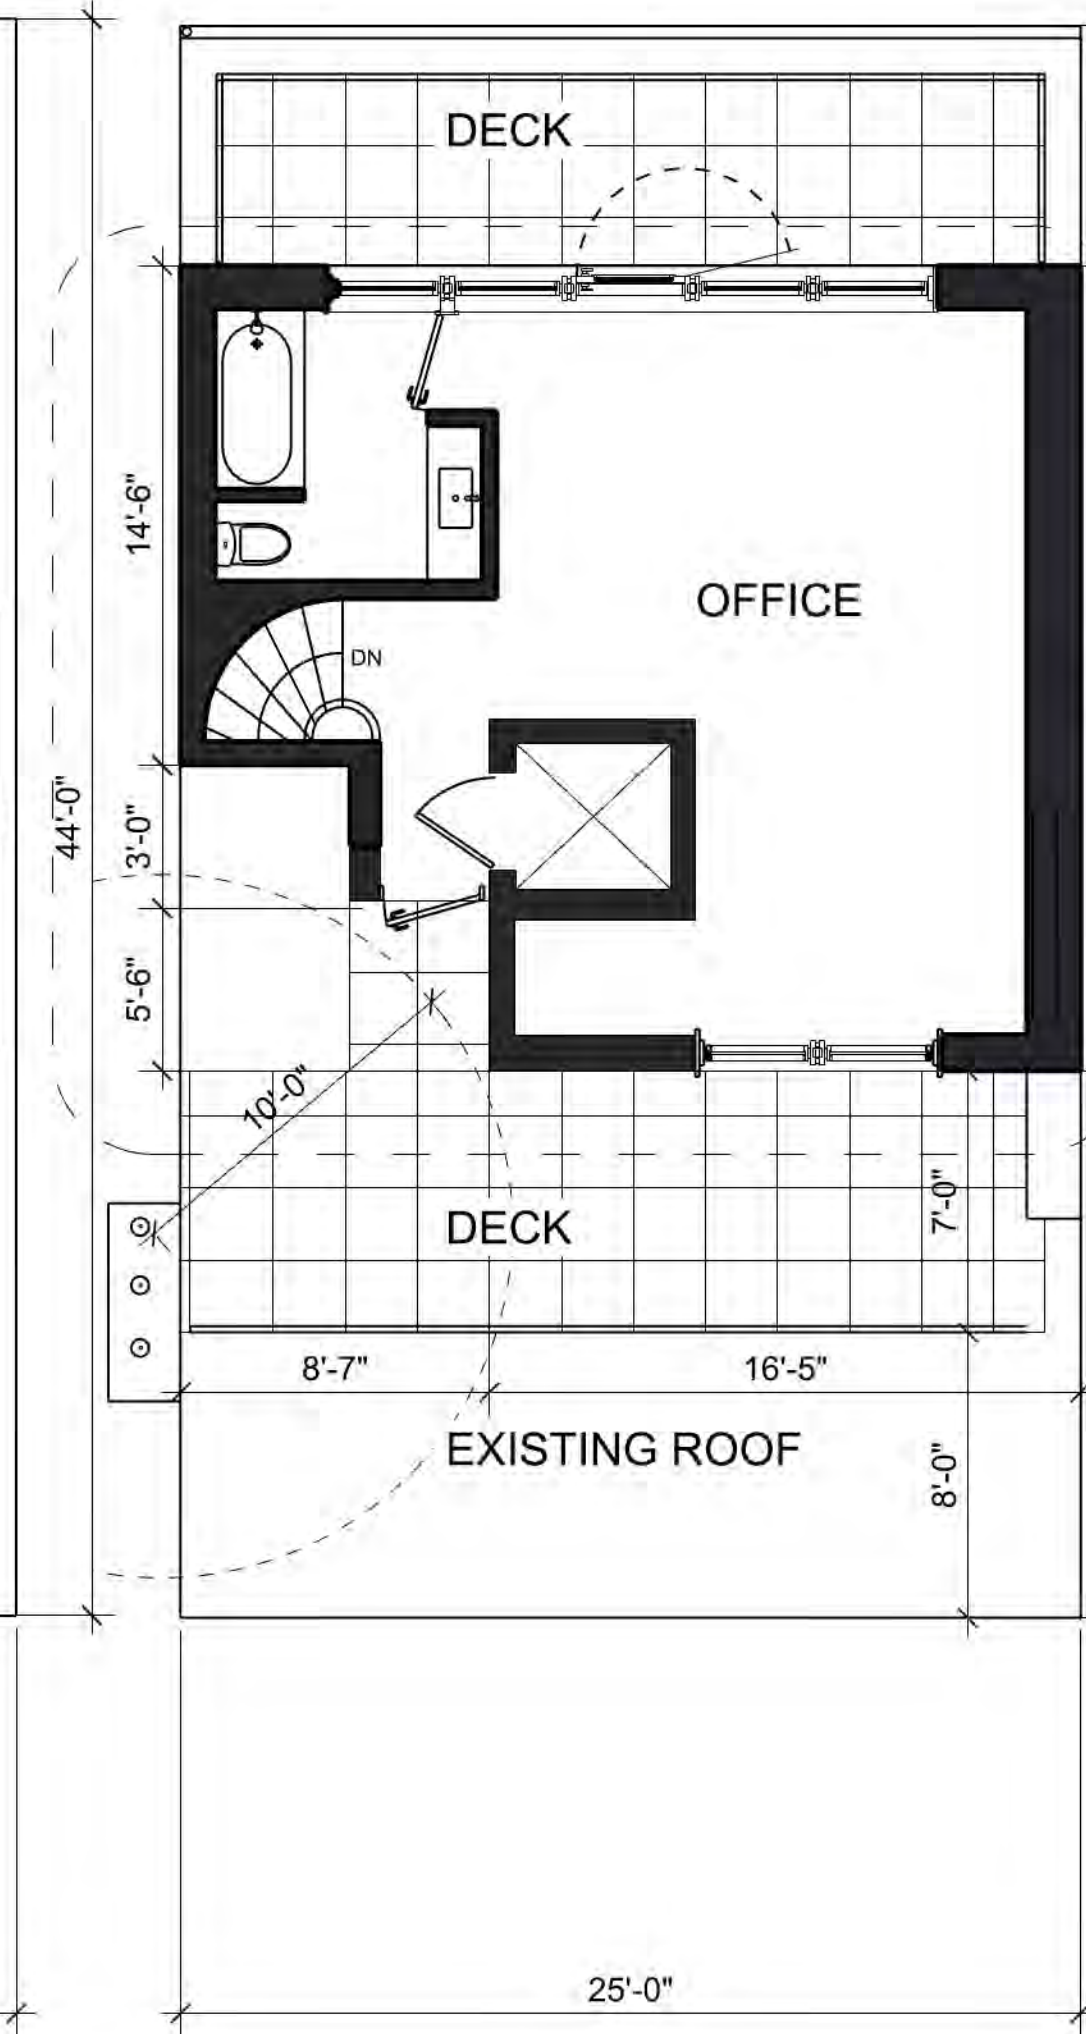 DECK
14'-6"
OFFICE
DN
44'-0"
3'-0"
5'-6"
10'-0"
7'-0"
DECK
8'-7"
16'-5"
EXISTING ROOF
8'-0"
25'-0"